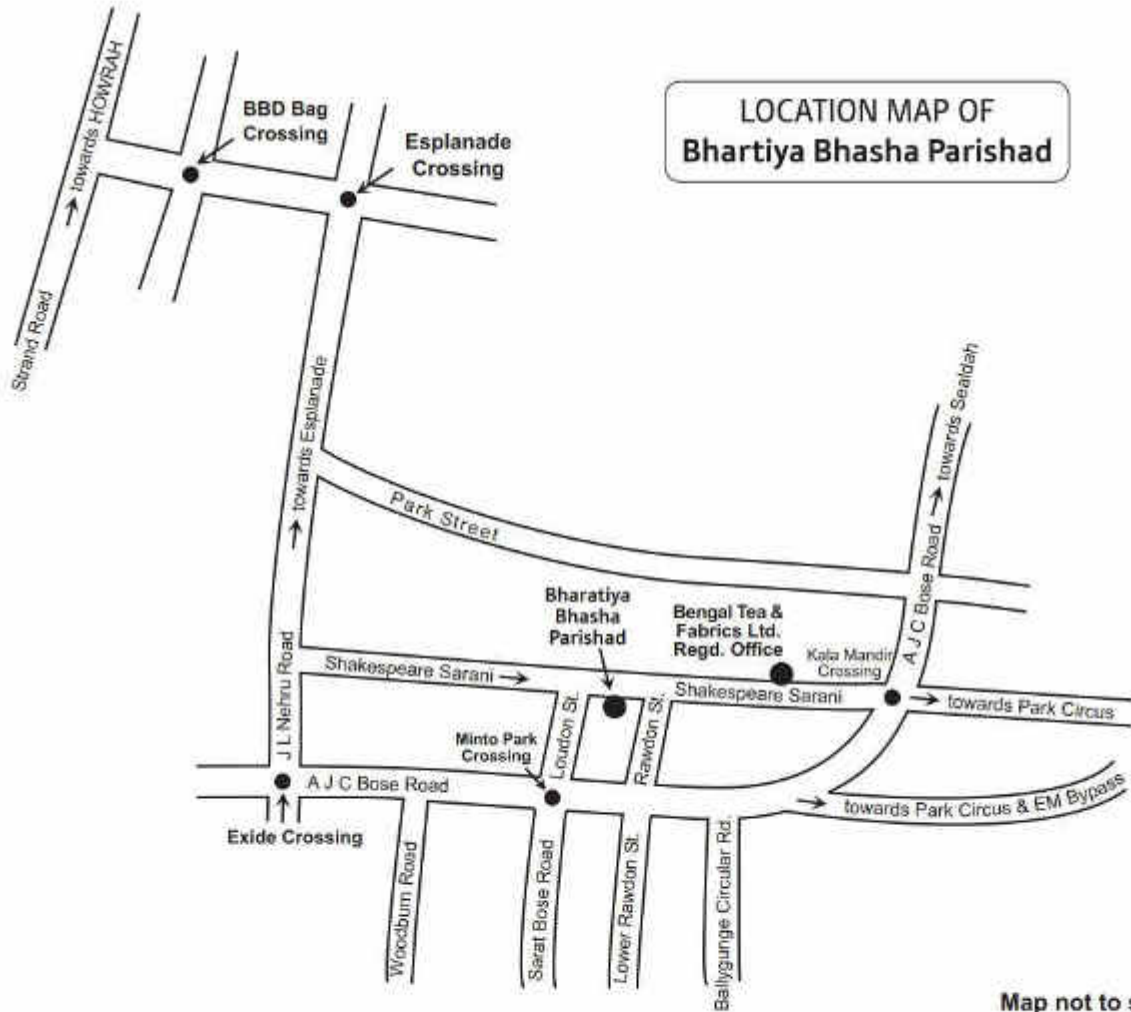 LOCATION MAP OF
Bhartiya Bhasha Parishad
towards HOWRAH
Strand Road
BBD Bag
Crossing
Esplanade
Crossing
towards Esplanade
J L Nehru Road
Park Street
A J C Bose Road
towards Sealdah
Bharatiya
Bhasha
Parishad
Bengal Tea &
Fabrics Ltd.
Regd. Office
Kala Mandir
Crossing
Shakespeare Sarani
Shakespeare Sarani
towards Park Circus
Loudon St.
Rawdon St.
Minto Park
Crossing
A J C Bose Road
towards Park Circus & EM Bypass
Exide Crossing
Woodburn Road
Sarat Bose Road
Lower Rawdon St.
Ballygunge Circular Rd.
Map not to s